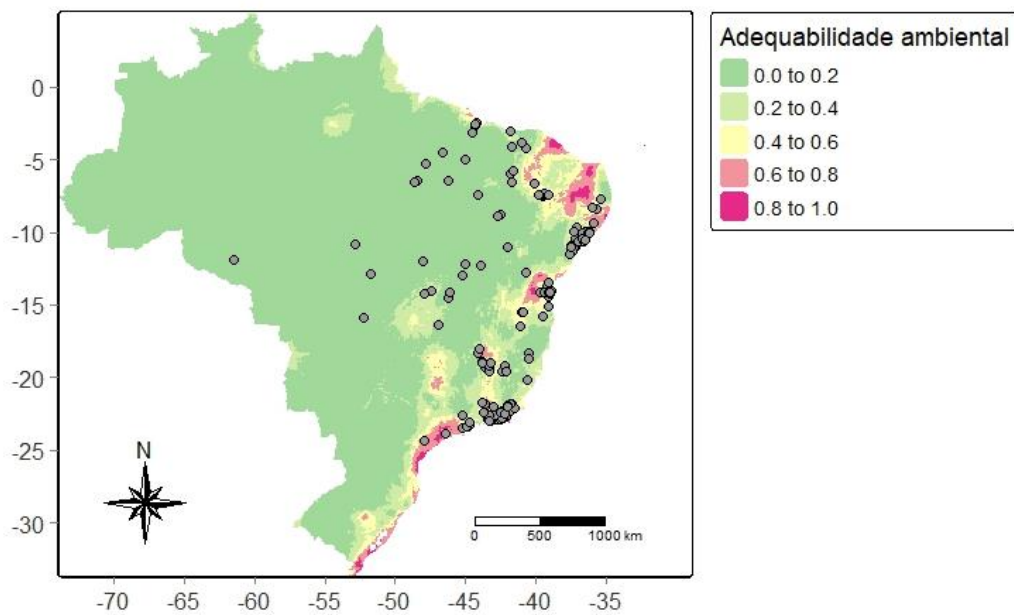 Adequabilidade ambiental
0.0 to 0.2
0.2 to 0.4
0.4 to 0.6
0.6 to 0.8
0.8 to 1.0
0
-5
-10
-15
-20
-25
-30
N
0 500 1000 km
-70 -65 -60 -55 -50 -45 -40 -35